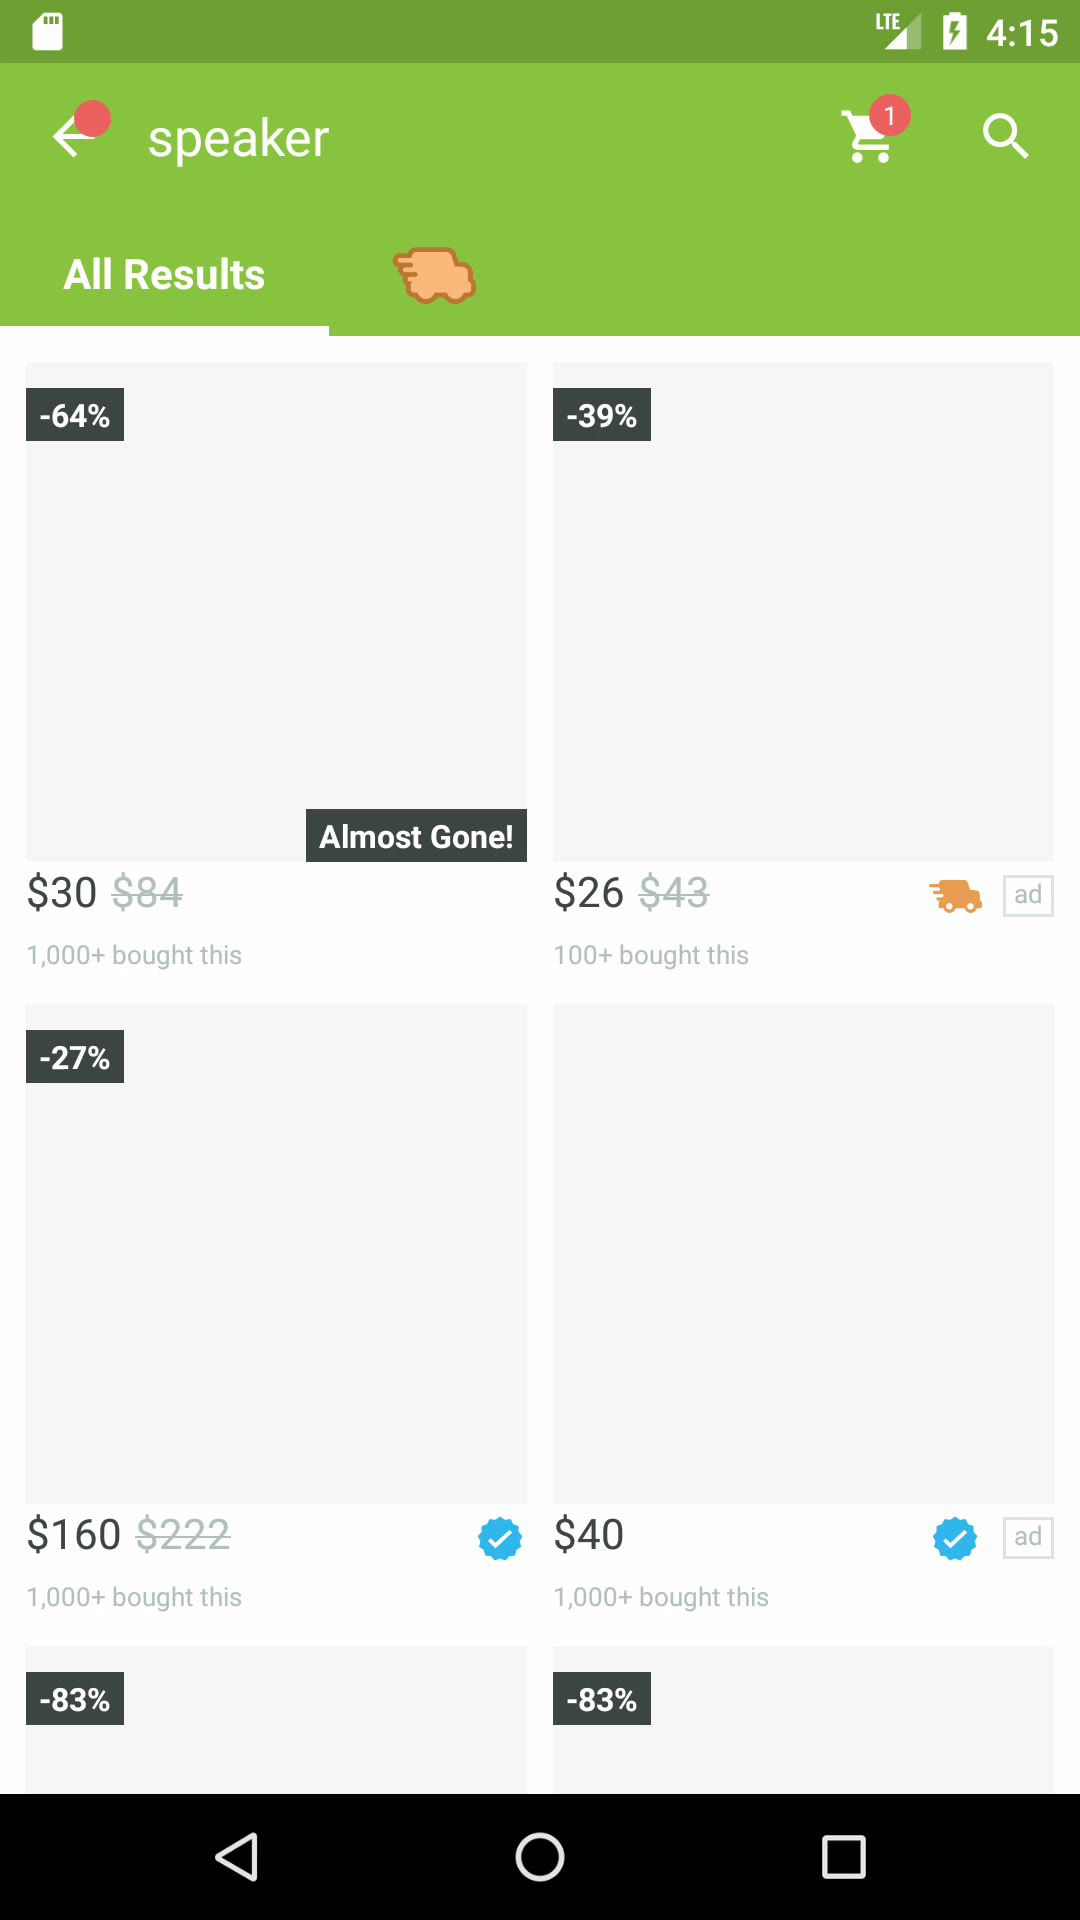 LTE 4:15
speaker 1
All Results
-64% -39%
Almost Gone!
$30 $84 $26 $43 ad
1,000+ bought this 100+ bought this
-27%
$160 $222 $40 ad
1,000+ bought this 1,000+ bought this
-83% -83%